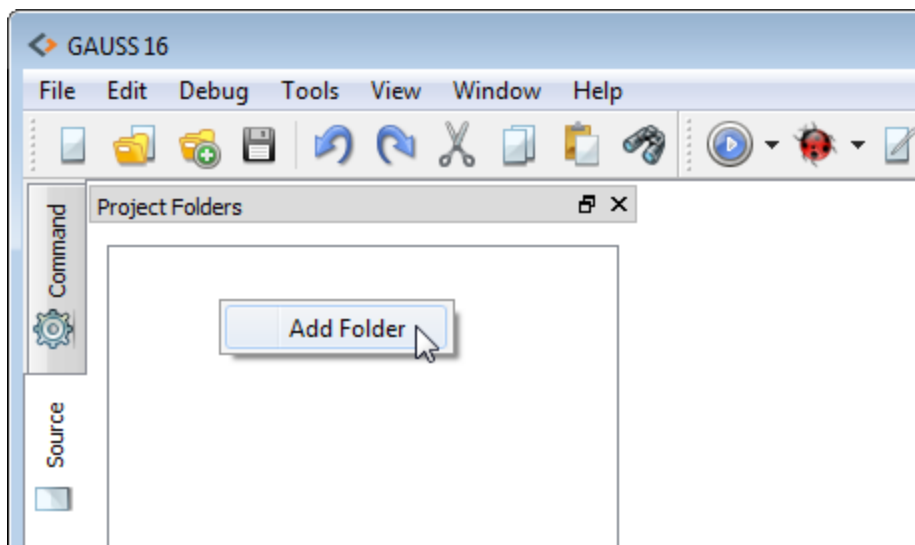 GAUSS 16
File Edit Debug Tools View Window Help
Command
Project Folders
Add Folder
Source